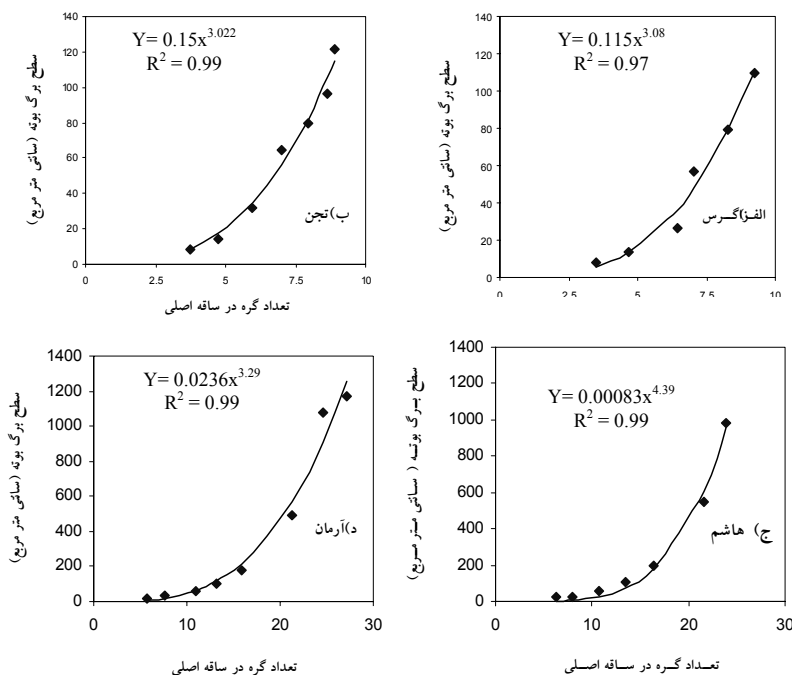 Y= 0.15x^3.022
R² = 0.99
سطح برگ بوته (سانتی متر مربع)
140
120
100
80
60
40
20
0
ب)تجن
0 2.5 5 7.5 10
تعداد گره در ساقه اصلی
Y= 0.115x^3.08
R² = 0.97
سطح برگ بوته (سانتی متر مربع)
140
120
100
80
60
40
20
0
الف)زاگرس
0 2.5 5 7.5 10
Y= 0.0236x^3.29
R² = 0.99
سطح برگ بوته (سانتی متر مربع)
1400
1200
1000
800
600
400
200
0
د)آرمان
0 10 20 30
تعداد گره در ساقه اصلی
Y= 0.00083x^4.39
R² = 0.99
سطح برگ بوته ( سانتی متر مربع)
1400
1200
1000
800
600
400
200
0
ج) هاشم
0 10 20 30
تعداد گره در ساقه اصلی